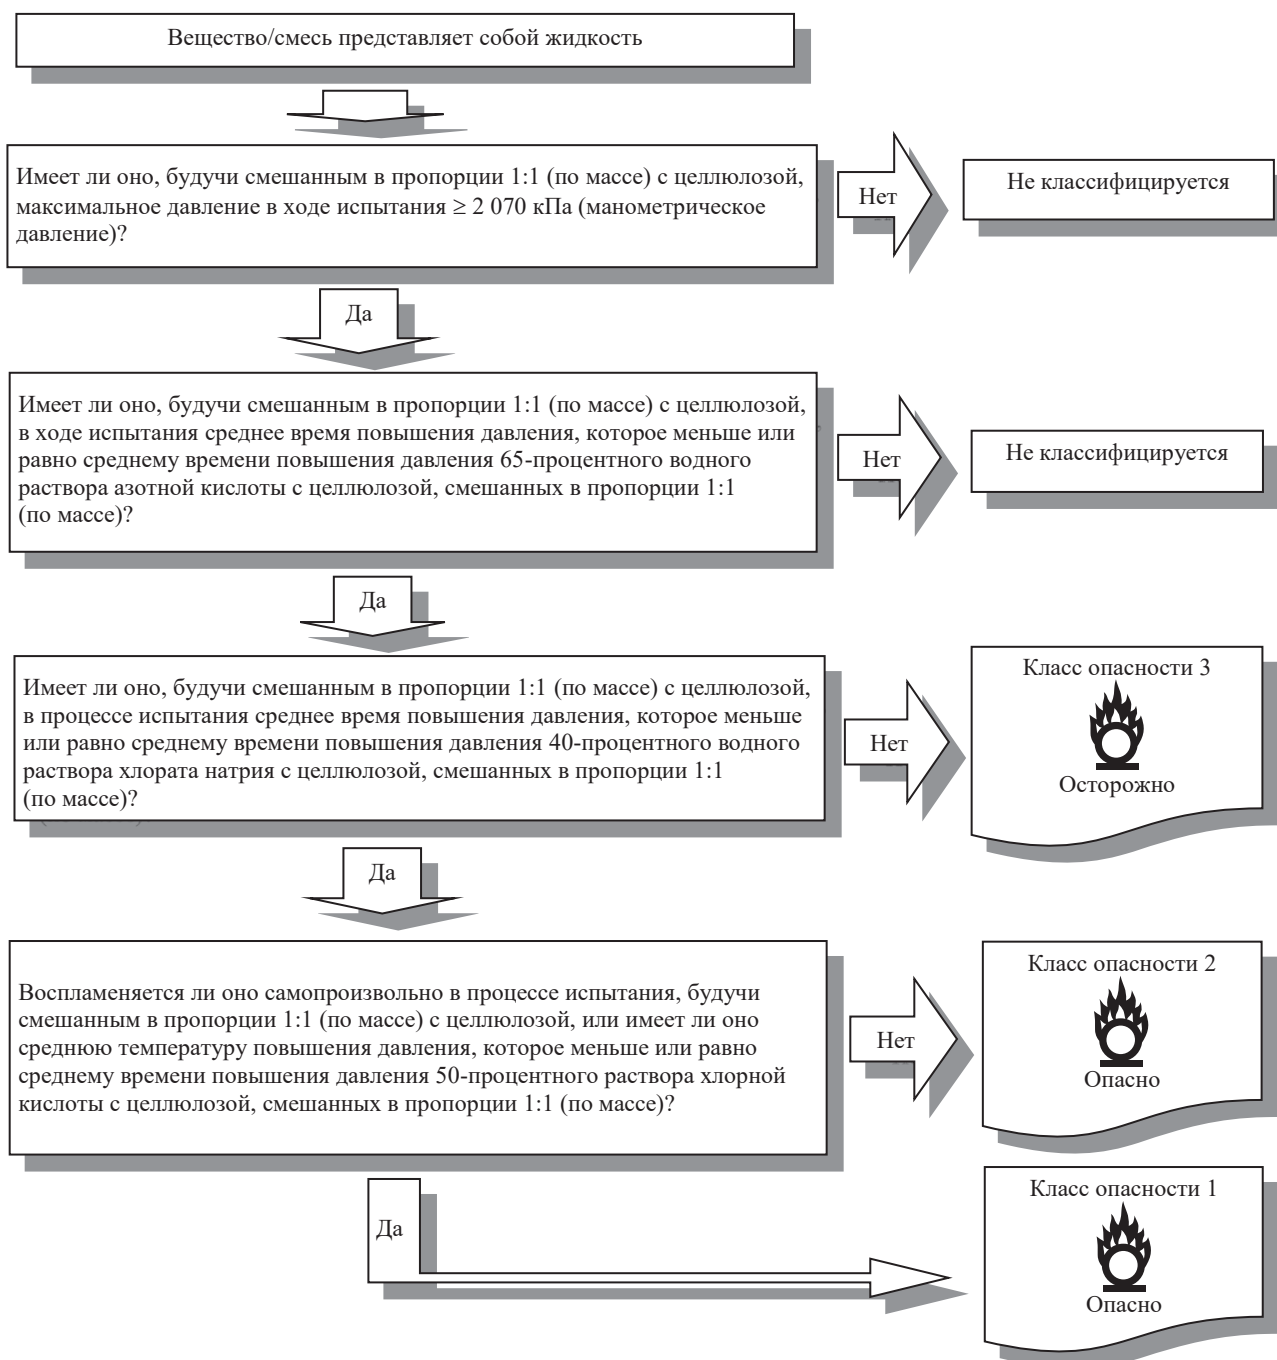 Вещество/смесь представляет собой жидкость
Имеет ли оно, будучи смешанным в пропорции 1:1 (по массе) с целлюлозой,
максимальное давление в ходе испытания ≥ 2 070 кПа (манометрическое
давление)?
Нет
Не классифицируется
Да
Имеет ли оно, будучи смешанным в пропорции 1:1 (по массе) с целлюлозой,
в ходе испытания среднее время повышения давления, которое меньше или
равно среднему времени повышения давления 65-процентного водного
раствора азотной кислоты с целлюлозой, смешанных в пропорции 1:1
(по массе)?
Нет
Не классифицируется
Да
Имеет ли оно, будучи смешанным в пропорции 1:1 (по массе) с целлюлозой,
в процессе испытания среднее время повышения давления, которое меньше
или равно среднему времени повышения давления 40-процентного водного
раствора хлората натрия с целлюлозой, смешанных в пропорции 1:1
(по массе)?
Нет
Класс опасности 3
Осторожно
Да
Воспламеняется ли оно самопроизвольно в процессе испытания, будучи
смешанным в пропорции 1:1 (по массе) с целлюлозой, или имеет ли оно
среднюю температуру повышения давления, которое меньше или равно
среднему времени повышения давления 50-процентного раствора хлорной
кислоты с целлюлозой, смешанных в пропорции 1:1 (по массе)?
Нет
Класс опасности 2
Опасно
Да
Класс опасности 1
Опасно